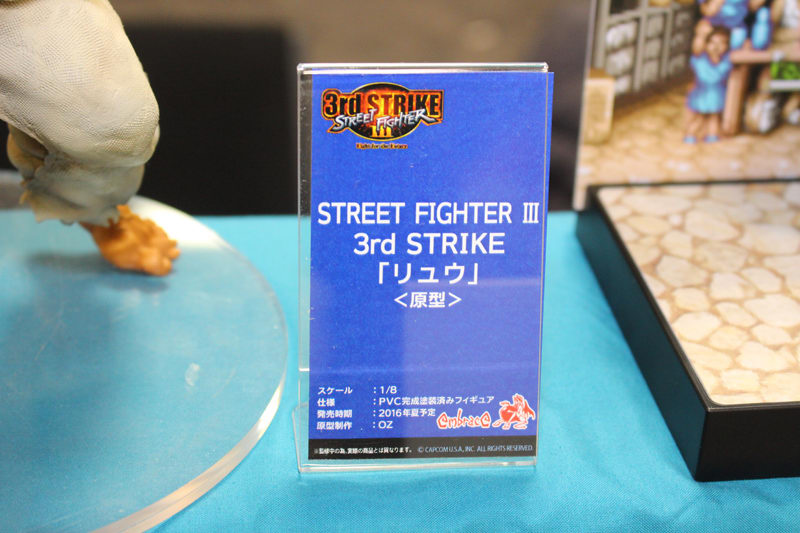 3rd STRIKE
STREET FIGHTER
III
Fight for the Future
STREET FIGHTER III
3rd STRIKE
「リュウ」
＜原型＞
スケール ：1/8
仕様 ：PVC完成塗装済みフィギュア
発売時期 ：2016年夏予定
原型制作 ：OZ
embrace
※監修中の為、実際の商品とは異なります。 © CAPCOM U.S.A., INC. ALL RIGHTS RESERVED.